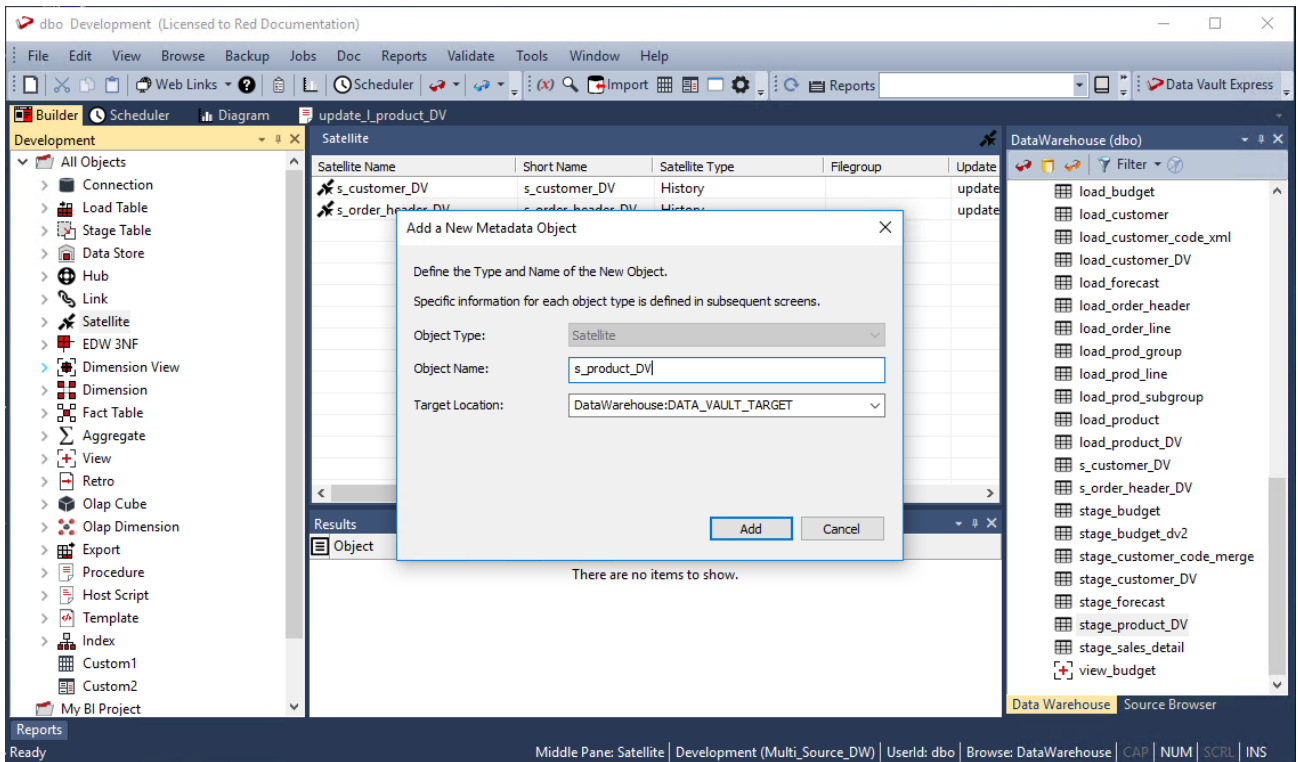 dbo Development (Licensed to Red Documentation)
File Edit View Browse Backup Jobs Doc Reports Validate Tools Window Help
Web Links Scheduler (x) Import Reports Data Vault Express
Builder Scheduler Diagram update_l_product_DV
Development
All Objects
Connection
Load Table
Stage Table
Data Store
Hub
Link
Satellite
EDW 3NF
Dimension View
Dimension
Fact Table
Aggregate
View
Retro
Olap Cube
Olap Dimension
Export
Procedure
Host Script
Template
Index
Custom1
Custom2
My BI Project
Satellite
Satellite Name Short Name Satellite Type Filegroup Update
s_customer_DV s_customer_DV History update
s_order_header_DV s_order_header_DV History update
Add a New Metadata Object
Define the Type and Name of the New Object.
Specific information for each object type is defined in subsequent screens.
Object Type: Satellite
Object Name: s_product_DV
Target Location: DataWarehouse:DATA_VAULT_TARGET
Add Cancel
Results
Object
There are no items to show.
DataWarehouse (dbo)
Filter
load_budget
load_customer
load_customer_code_xml
load_customer_DV
load_forecast
load_order_header
load_order_line
load_prod_group
load_prod_line
load_prod_subgroup
load_product
load_product_DV
s_customer_DV
s_order_header_DV
stage_budget
stage_budget_dv2
stage_customer_code_merge
stage_customer_DV
stage_forecast
stage_product_DV
stage_sales_detail
view_budget
Data Warehouse Source Browser
Reports
Ready Middle Pane: Satellite Development (Multi_Source_DW) UserId: dbo Browse: DataWarehouse CAP NUM SCRL INS